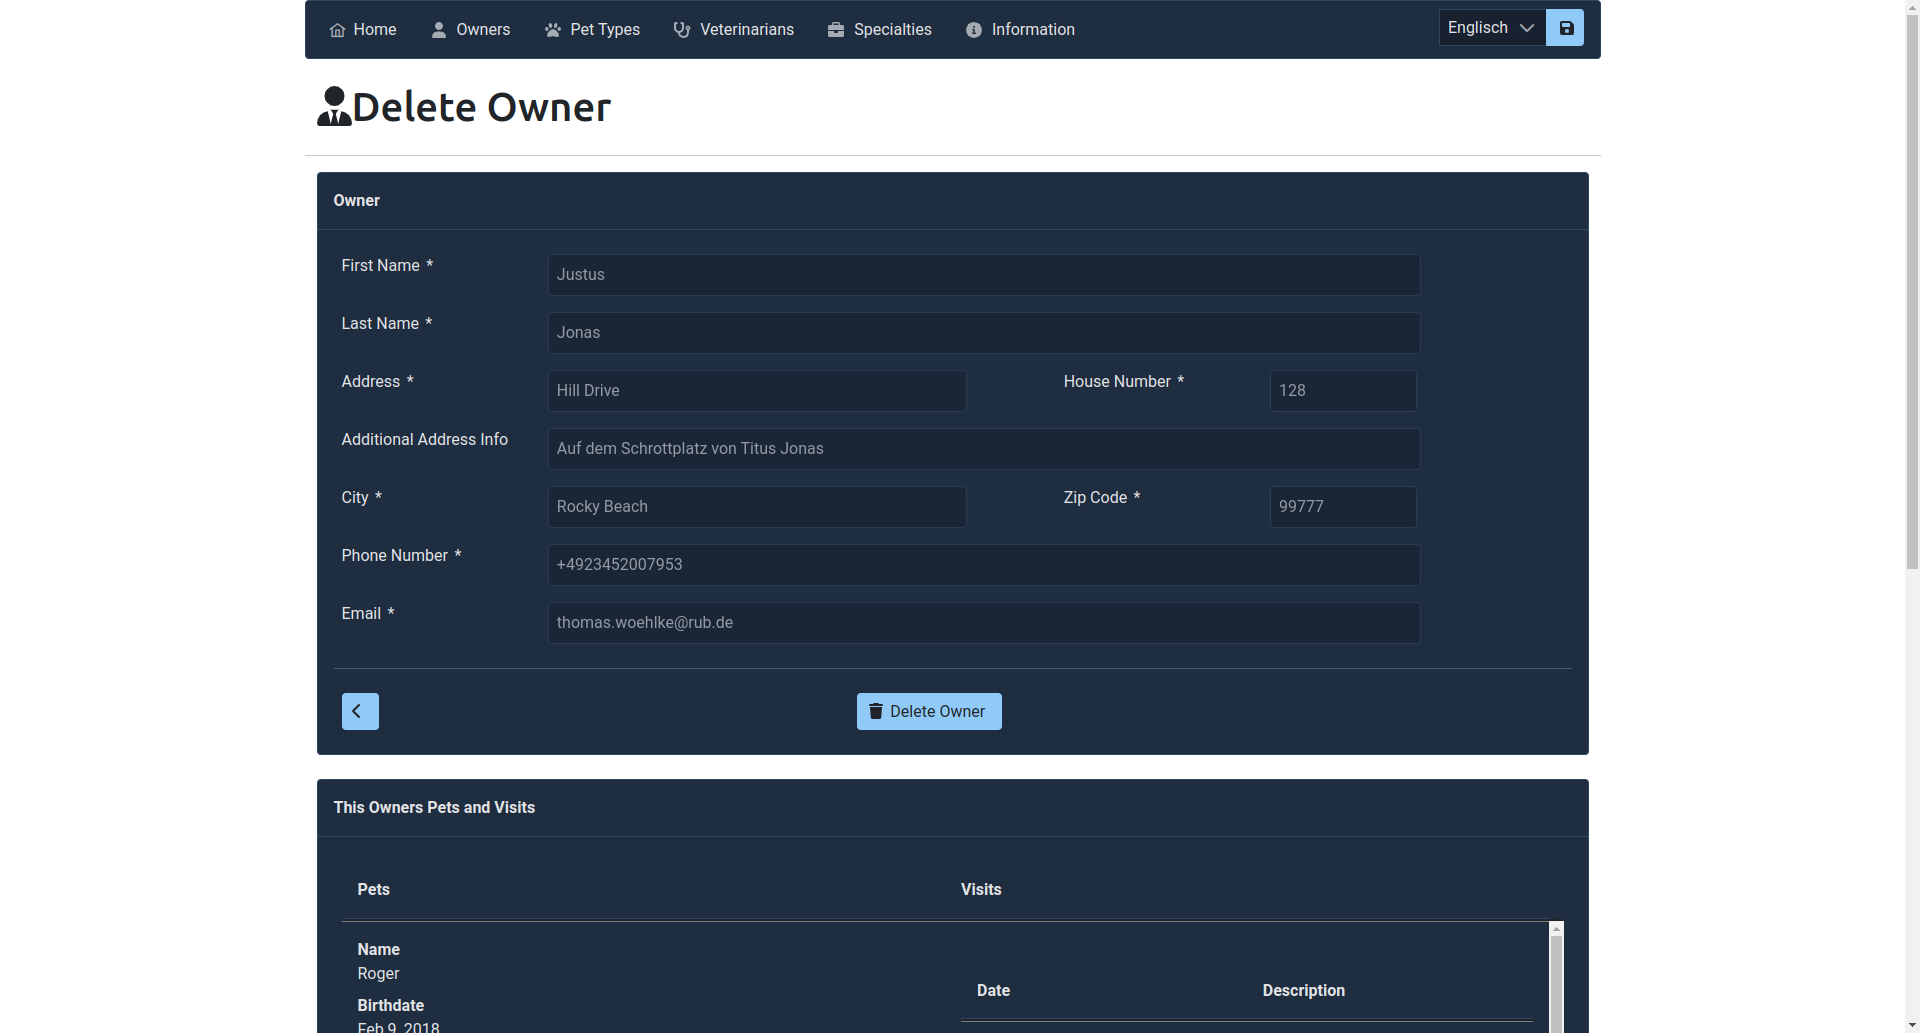 Home Owners Pet Types Veterinarians Specialties Information Englisch
Delete Owner
Owner
First Name * Justus
Last Name * Jonas
Address * Hill Drive House Number * 128
Additional Address Info Auf dem Schrottplatz von Titus Jonas
City * Rocky Beach Zip Code * 99777
Phone Number * +4923452007953
Email * thomas.woehlke@rub.de
Delete Owner
This Owners Pets and Visits
Pets Visits
Name
Roger
Date Description
Birthdate
Feb 9, 2018